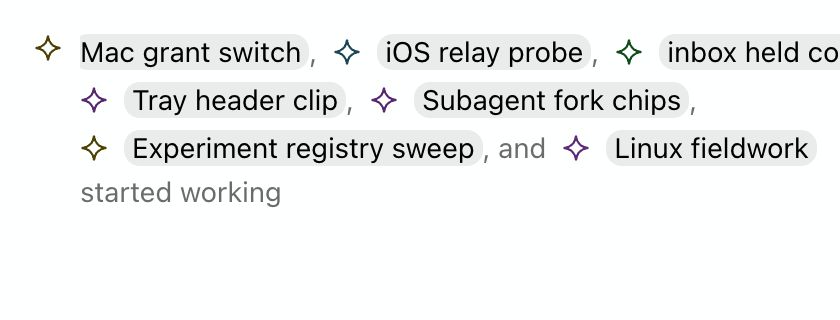 Mac grant switch, iOS relay probe, inbox held
Tray header clip, Subagent fork chips,
Experiment registry sweep, and Linux fieldwork
started working